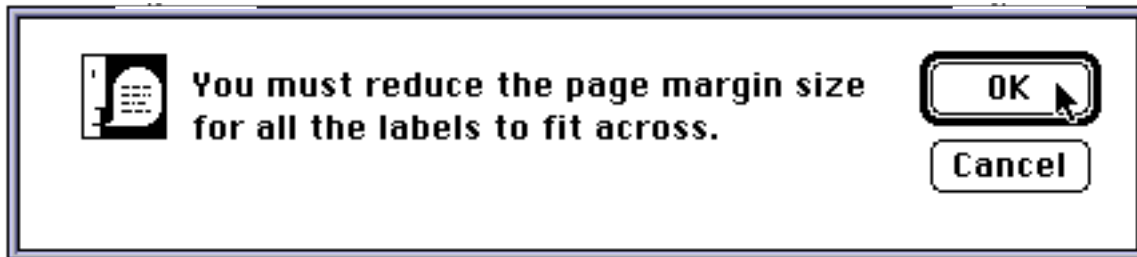 You must reduce the page margin size
for all the labels to fit across.
OK
Cancel